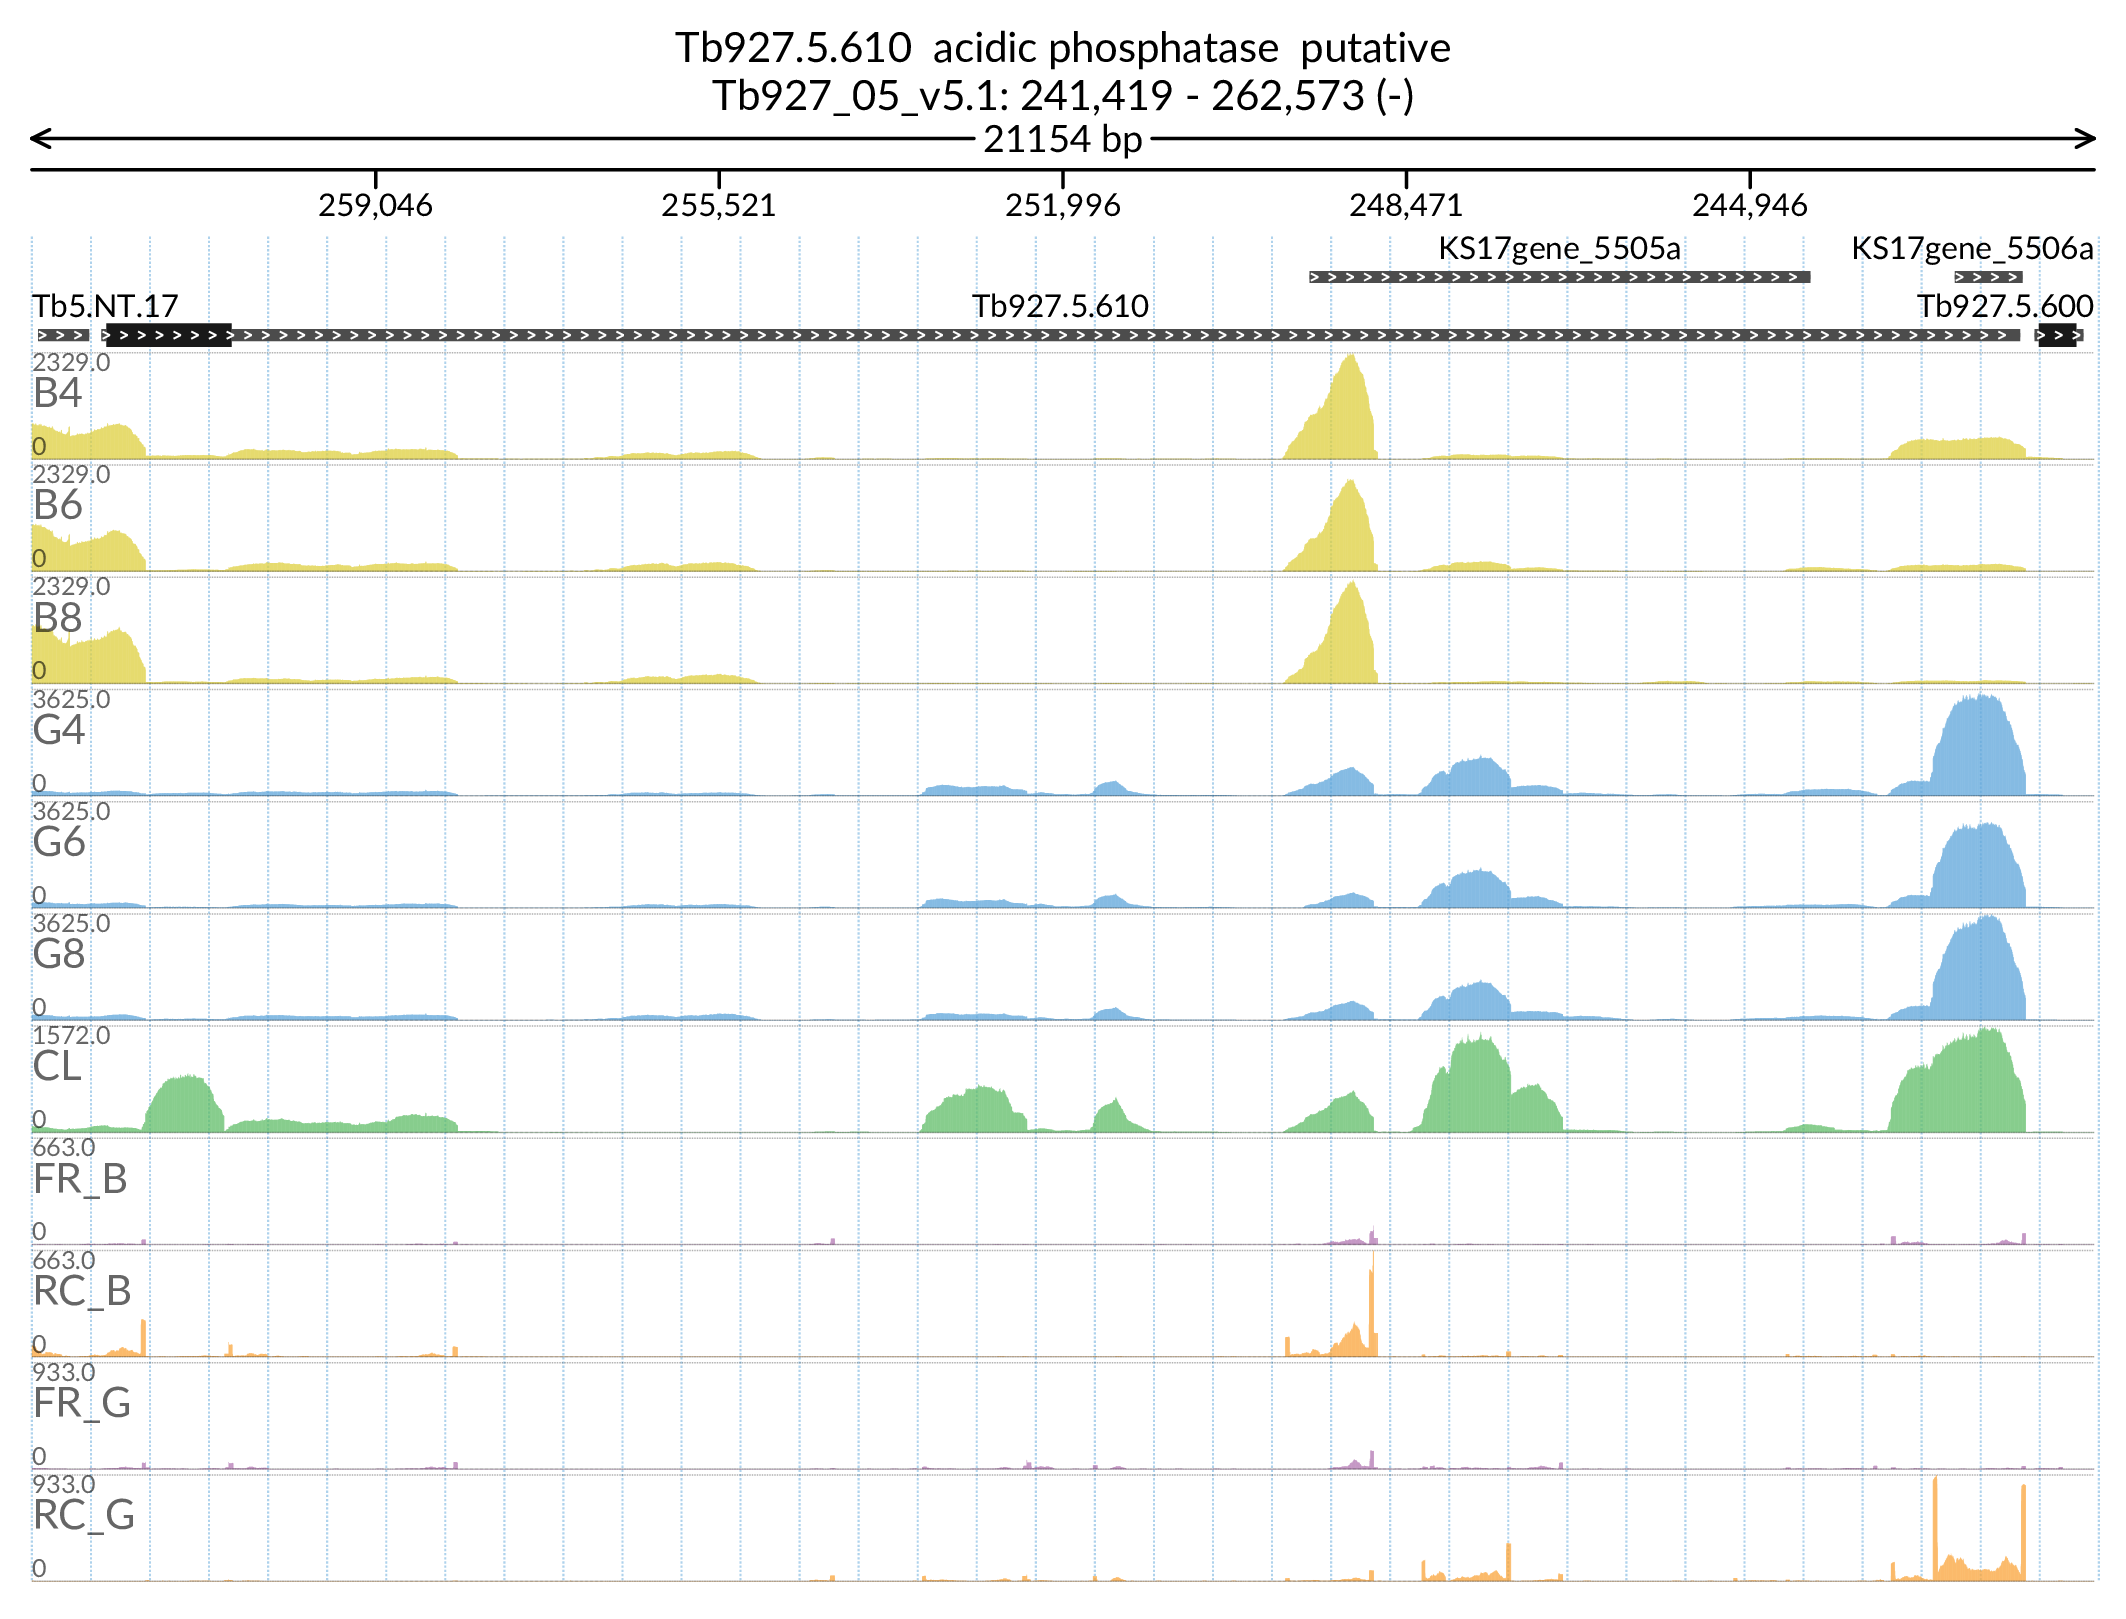 Tb927.5.610  acidic phosphatase  putative
Tb927_05_v5.1: 241,419 - 262,573 (-)
21154 bp
259,046 255,521 251,996 248,471 244,946
KS17gene_5505a KS17gene_5506a
Tb5.NT.17 Tb927.5.610 Tb927.5.600
2329.0
B4
0
2329.0
B6
0
2329.0
B8
0
3625.0
G4
0
3625.0
G6
0
3625.0
G8
0
1572.0
CL
0
663.0
FR_B
0
663.0
RC_B
0
933.0
FR_G
0
933.0
RC_G
0